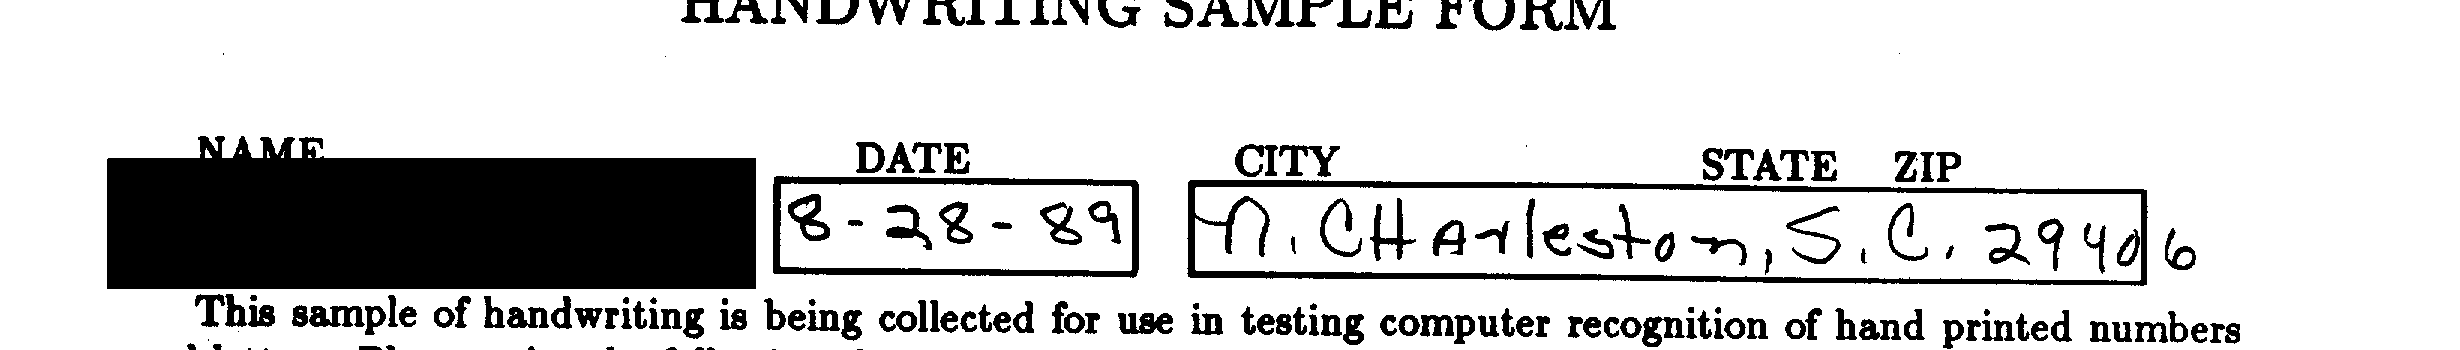 HANDWRITING SAMPLE FORM
NAME DATE CITY STATE ZIP
8-28-89 N. CHArleston, S.C. 29406
This sample of handwriting is being collected for use in testing computer recognition of hand printed numbers